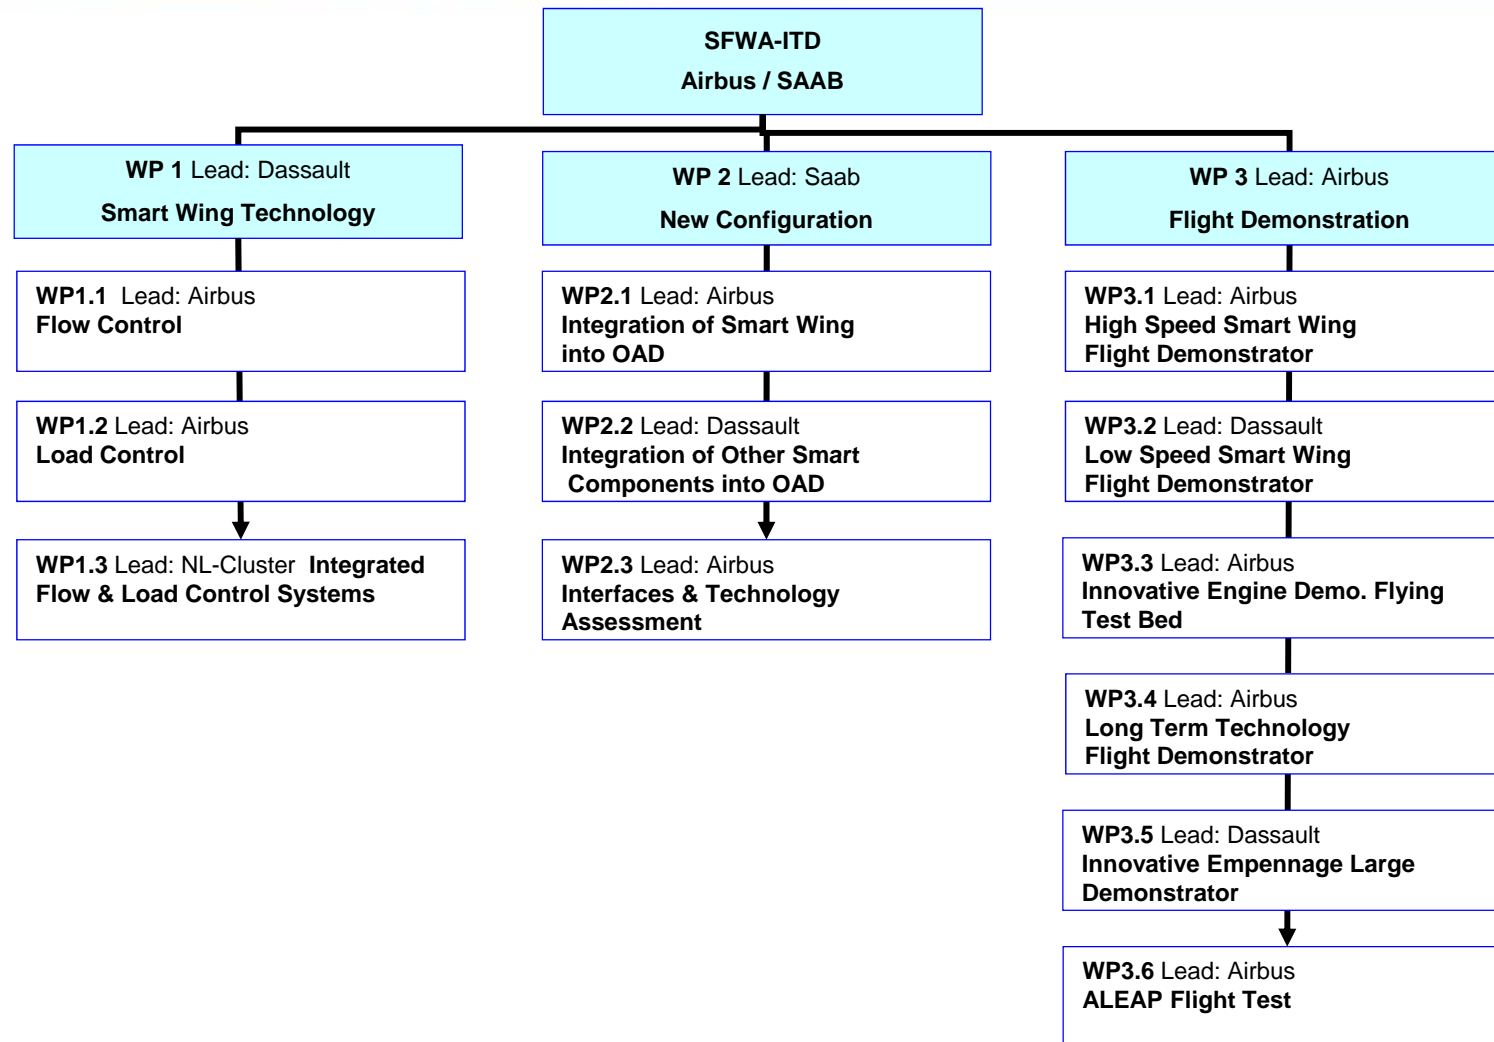 SFWA-ITD
Airbus / SAAB
WP 1 Lead: Dassault
Smart Wing Technology
WP 2 Lead: Saab
New Configuration
WP 3 Lead: Airbus
Flight Demonstration
WP1.1 Lead: Airbus
Flow Control
WP1.2 Lead: Airbus
Load Control
WP1.3 Lead: NL-Cluster Integrated
Flow & Load Control Systems
WP2.1 Lead: Airbus
Integration of Smart Wing
into OAD
WP2.2 Lead: Dassault
Integration of Other Smart
Components into OAD
WP2.3 Lead: Airbus
Interfaces & Technology
Assessment
WP3.1 Lead: Airbus
High Speed Smart Wing
Flight Demonstrator
WP3.2 Lead: Dassault
Low Speed Smart Wing
Flight Demonstrator
WP3.3 Lead: Airbus
Innovative Engine Demo. Flying
Test Bed
WP3.4 Lead: Airbus
Long Term Technology
Flight Demonstrator
WP3.5 Lead: Dassault
Innovative Empennage Large
Demonstrator
WP3.6 Lead: Airbus
ALEAP Flight Test